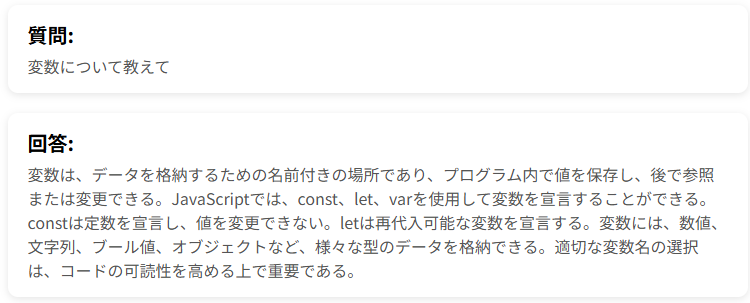 質問:
変数について教えて
回答:
変数は、データを格納するための名前付きの場所であり、プログラム内で値を保存し、後で参照
または変更できる。JavaScriptでは、const、let、varを使用して変数を宣言することができる。
constは定数を宣言し、値を変更できない。letは再代入可能な変数を宣言する。変数には、数値、
文字列、ブール値、オブジェクトなど、様々な型のデータを格納できる。適切な変数名の選択
は、コードの可読性を高める上で重要である。